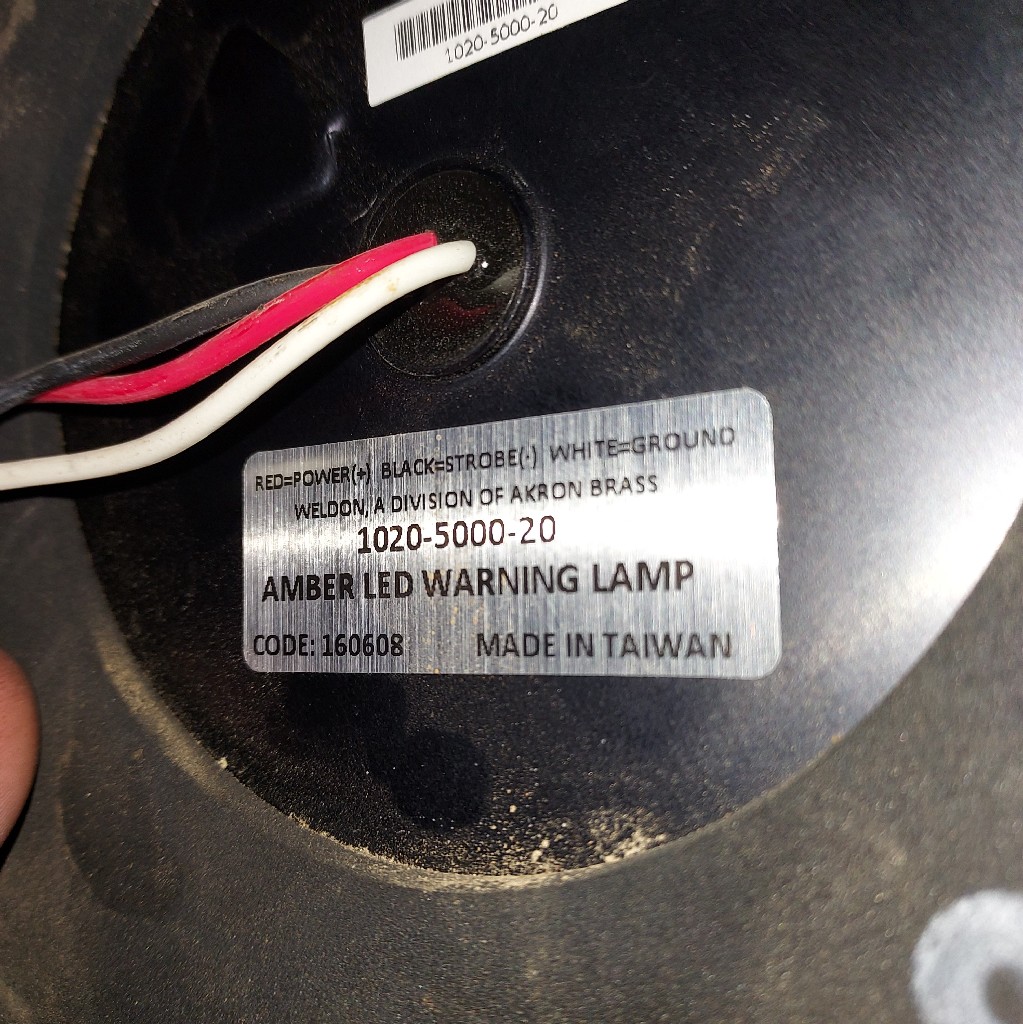 1020-5000-20
RED=POWER(+) BLACK=STROBE(-) WHITE=GROUND
WELDON, A DIVISION OF AKRON BRASS
1020-5000-20
AMBER LED WARNING LAMP
CODE: 160608 MADE IN TAIWAN